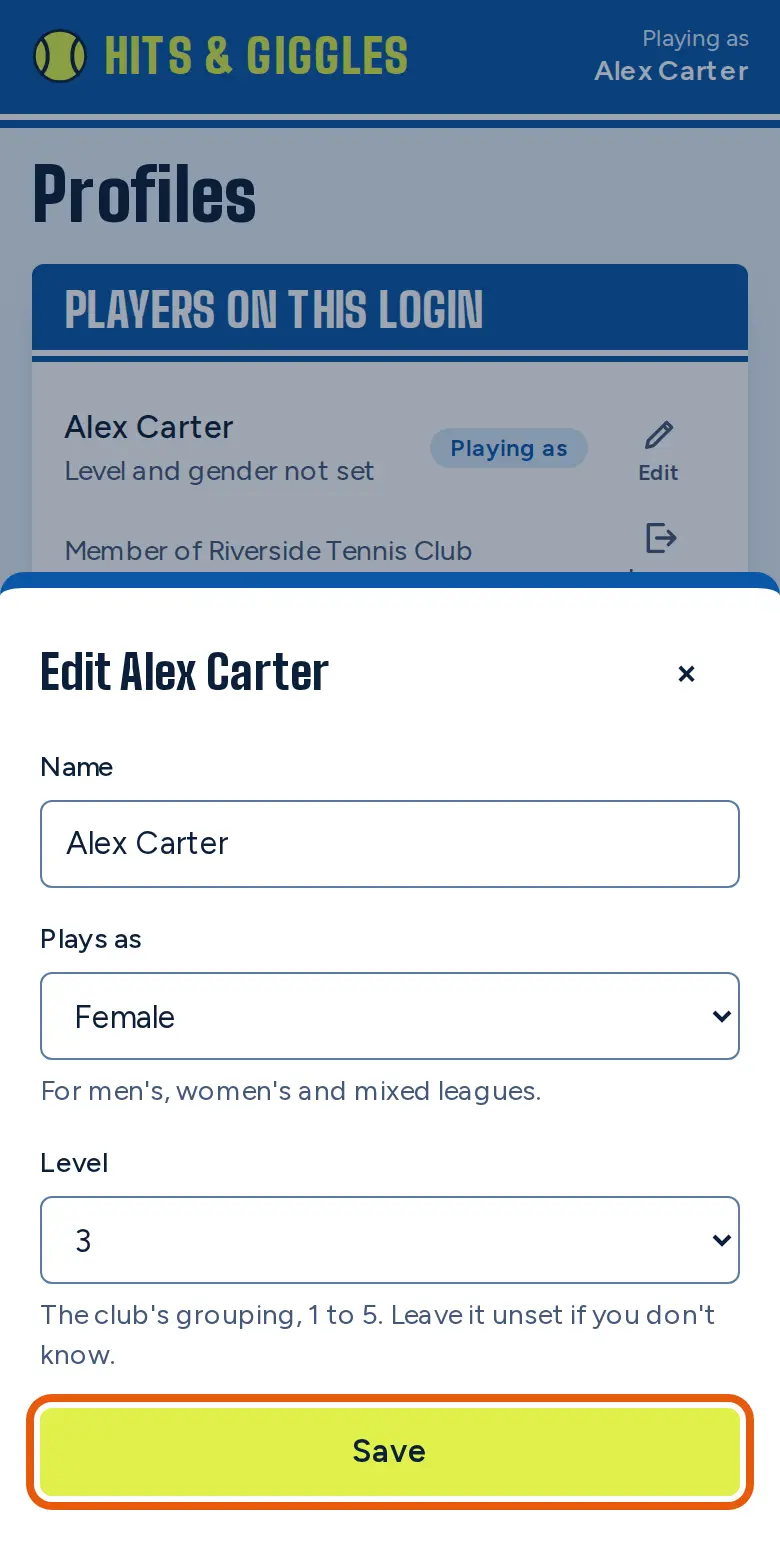 HITS & GIGGLES
Playing as
Alex Carter
Profiles
PLAYERS ON THIS LOGIN
Alex Carter
Level and gender not set
Playing as
Edit
Member of Riverside Tennis Club
Edit Alex Carter
×
Name
Alex Carter
Plays as
Female
For men's, women's and mixed leagues.
Level
3
The club's grouping, 1 to 5. Leave it unset if you don't
know.
Save